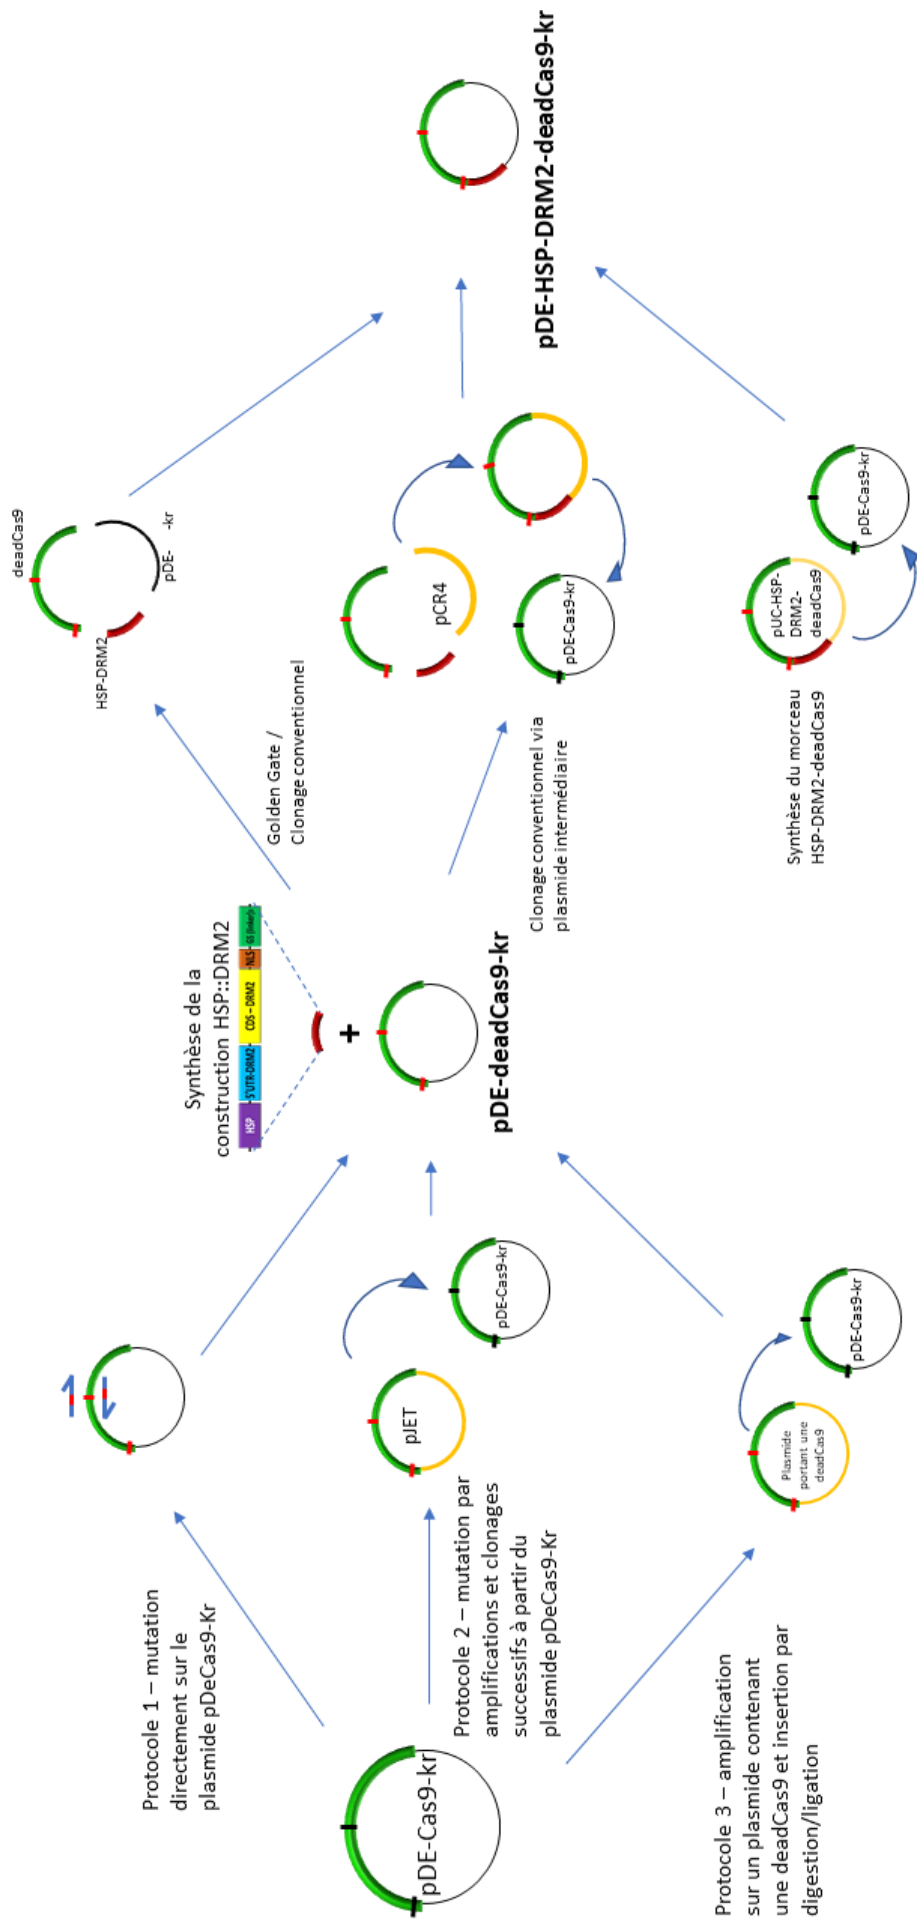 pDE-Cas9-kr
Protocole 1 – mutation
directement sur le
plasmide pDeCas9-Kr
Protocole 2 – mutation par
amplifications et clonages
successifs à partir du
plasmide pDeCas9-Kr
pJET
pDE-Cas9-kr
Protocole 3 – amplification
sur un plasmide contenant
une deadCas9 et insertion par
digestion/ligation
Plasmide
portant une
deadCas9
pDE-Cas9-kr
Synthèse de la
construction HSP::DRM2
HSP
5'UTR-DRM2
CDS – DRM2
NLS
GS (linker)
+
pDE-deadCas9-kr
Golden Gate /
Clonage conventionnel
deadCas9
HSP-DRM2
pDE- -kr
Clonage conventionnel via
plasmide intermédiaire
pCR4
pDE-Cas9-kr
Synthèse du morceau
HSP-DRM2-deadCas9
pUC-HSP-
DRM2-
deadCas9
pDE-Cas9-kr
pDE-HSP-DRM2-deadCas9-kr